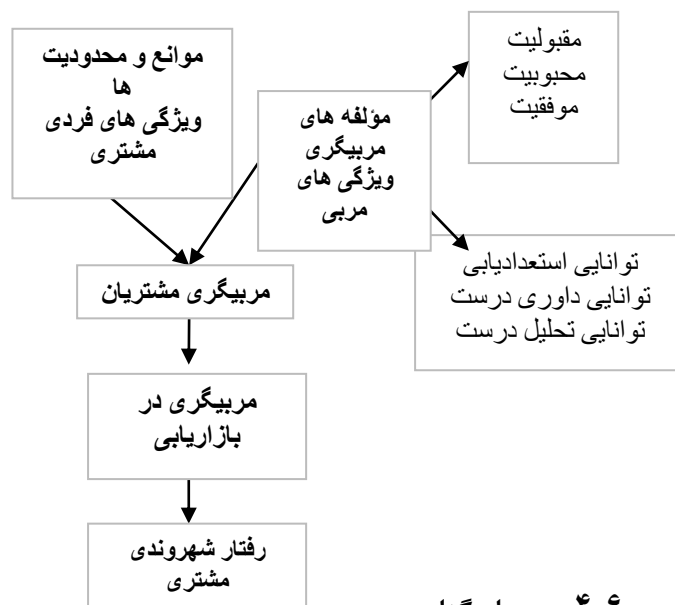 موانع و محدودیت
ها
ویژگی های فردی
مشتری
مؤلفه های
مربیگری
ویژگی های
مربی
مقبولیت
محبوبیت
موفقیت
توانایی استعدادیابی
توانایی داوری درست
توانایی تحلیل درست
مربیگری مشتریان
مربیگری در
بازاریابی
رفتار شهروندی
مشتری